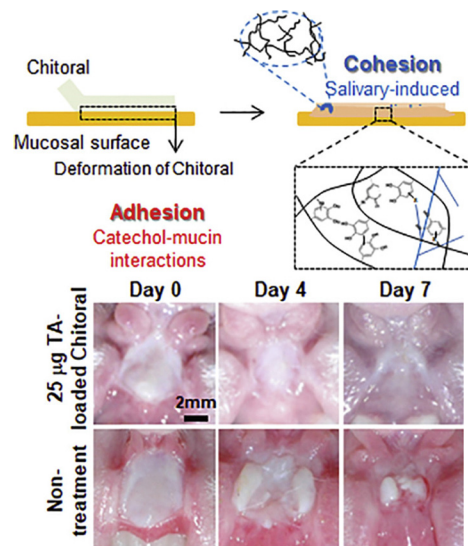 Chitoral
Cohesion
Salivary-induced
Mucosal surface
Deformation of Chitoral
Adhesion
Catechol-mucin
interactions
Day 0
Day 4
Day 7
25 μg TA-
loaded Chitoral
2mm
Non-
treatment